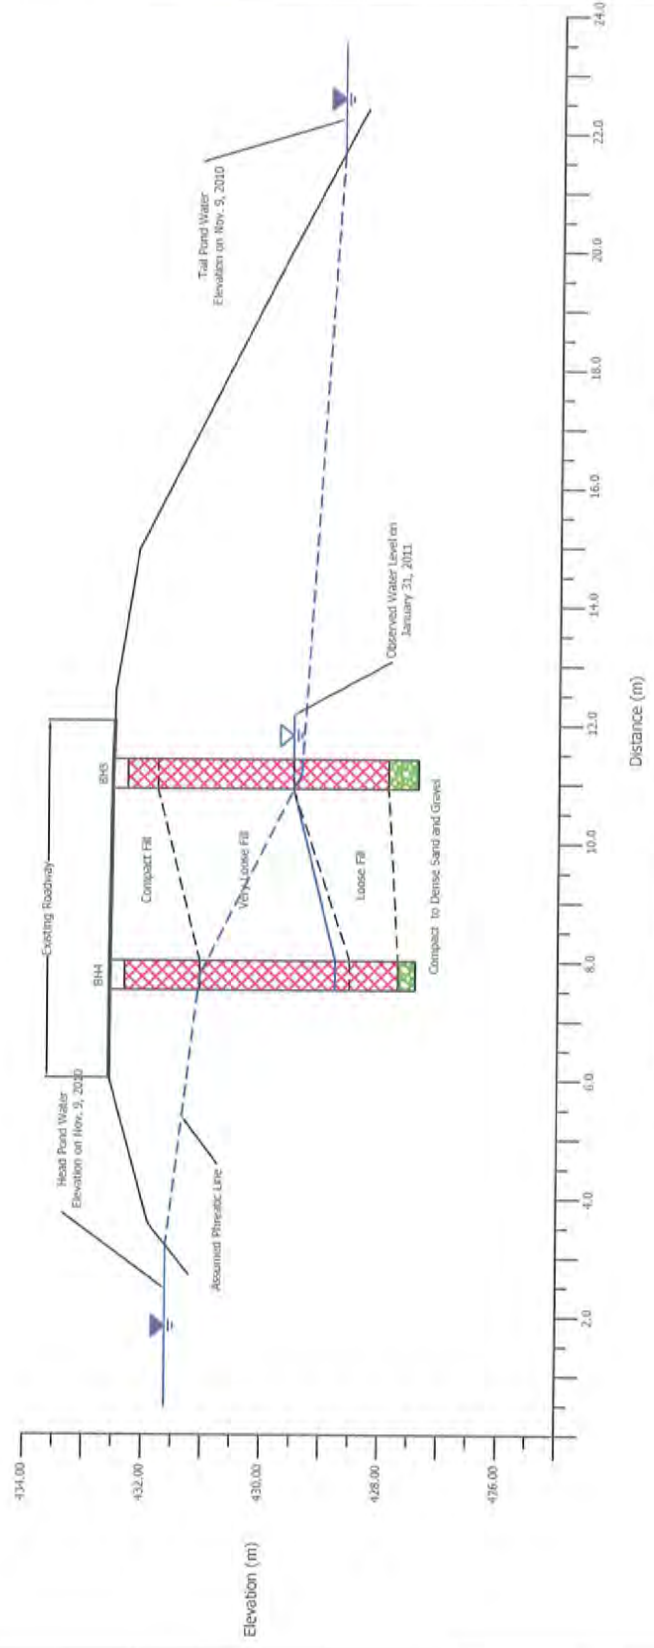 Existing Roadway
Head Pond Water
Elevation on Nov. 9, 2010
BH4
BH3
Tail Pond Water
Elevation on Nov. 9, 2010
Compact Fill
Very Loose Fill
Loose Fill
Compact to Dense Sand and Gravel
Assumed Phreatic Line
Observed Water Level on
January 31, 2011
Elevation (m)
434.00
432.00
430.00
428.00
426.00
2.0
4.0
6.0
8.0
10.0
12.0
14.0
16.0
18.0
20.0
22.0
24.0
Distance (m)